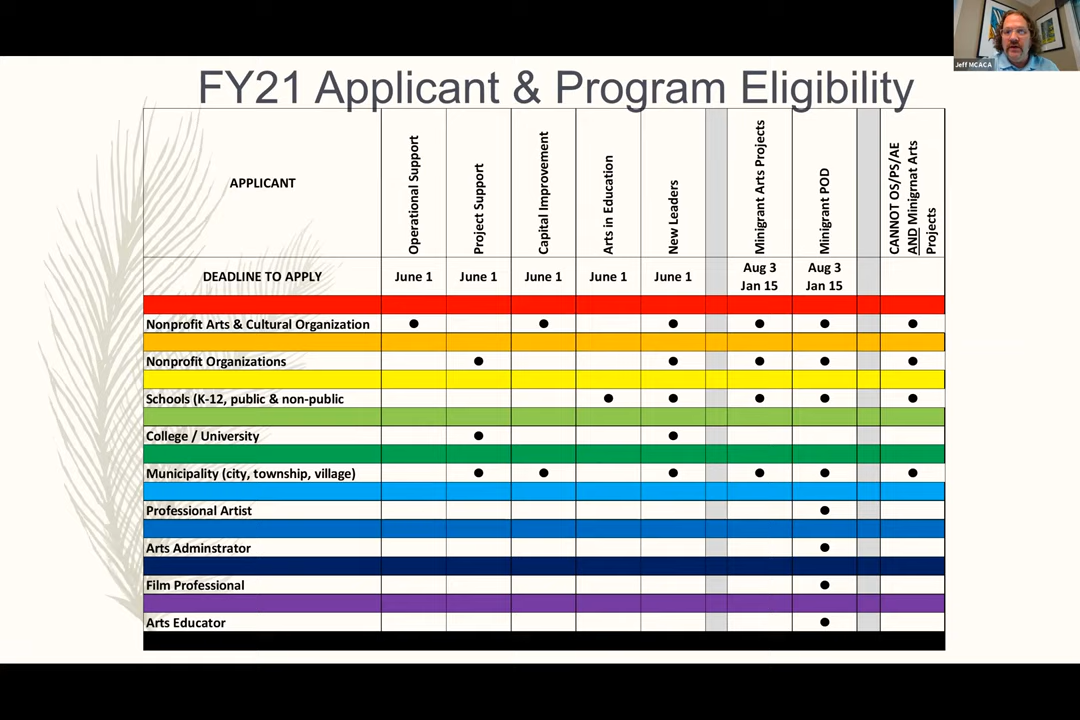 Jeff MCACA
FY21 Applicant & Program Eligibility
APPLICANT
Operational Support
Project Support
Capital Improvement
Arts in Education
New Leaders
Minigrant Arts Projects
Minigrant POD
CANNOT OS/PS/AE
AND Minigrnat Arts
Projects
DEADLINE TO APPLY
June 1
June 1
June 1
June 1
June 1
Aug 3
Jan 15
Aug 3
Jan 15
Nonprofit Arts & Cultural Organization
Nonprofit Organizations
Schools (K-12, public & non-public
College / University
Municipality (city, township, village)
Professional Artist
Arts Adminstrator
Film Professional
Arts Educator